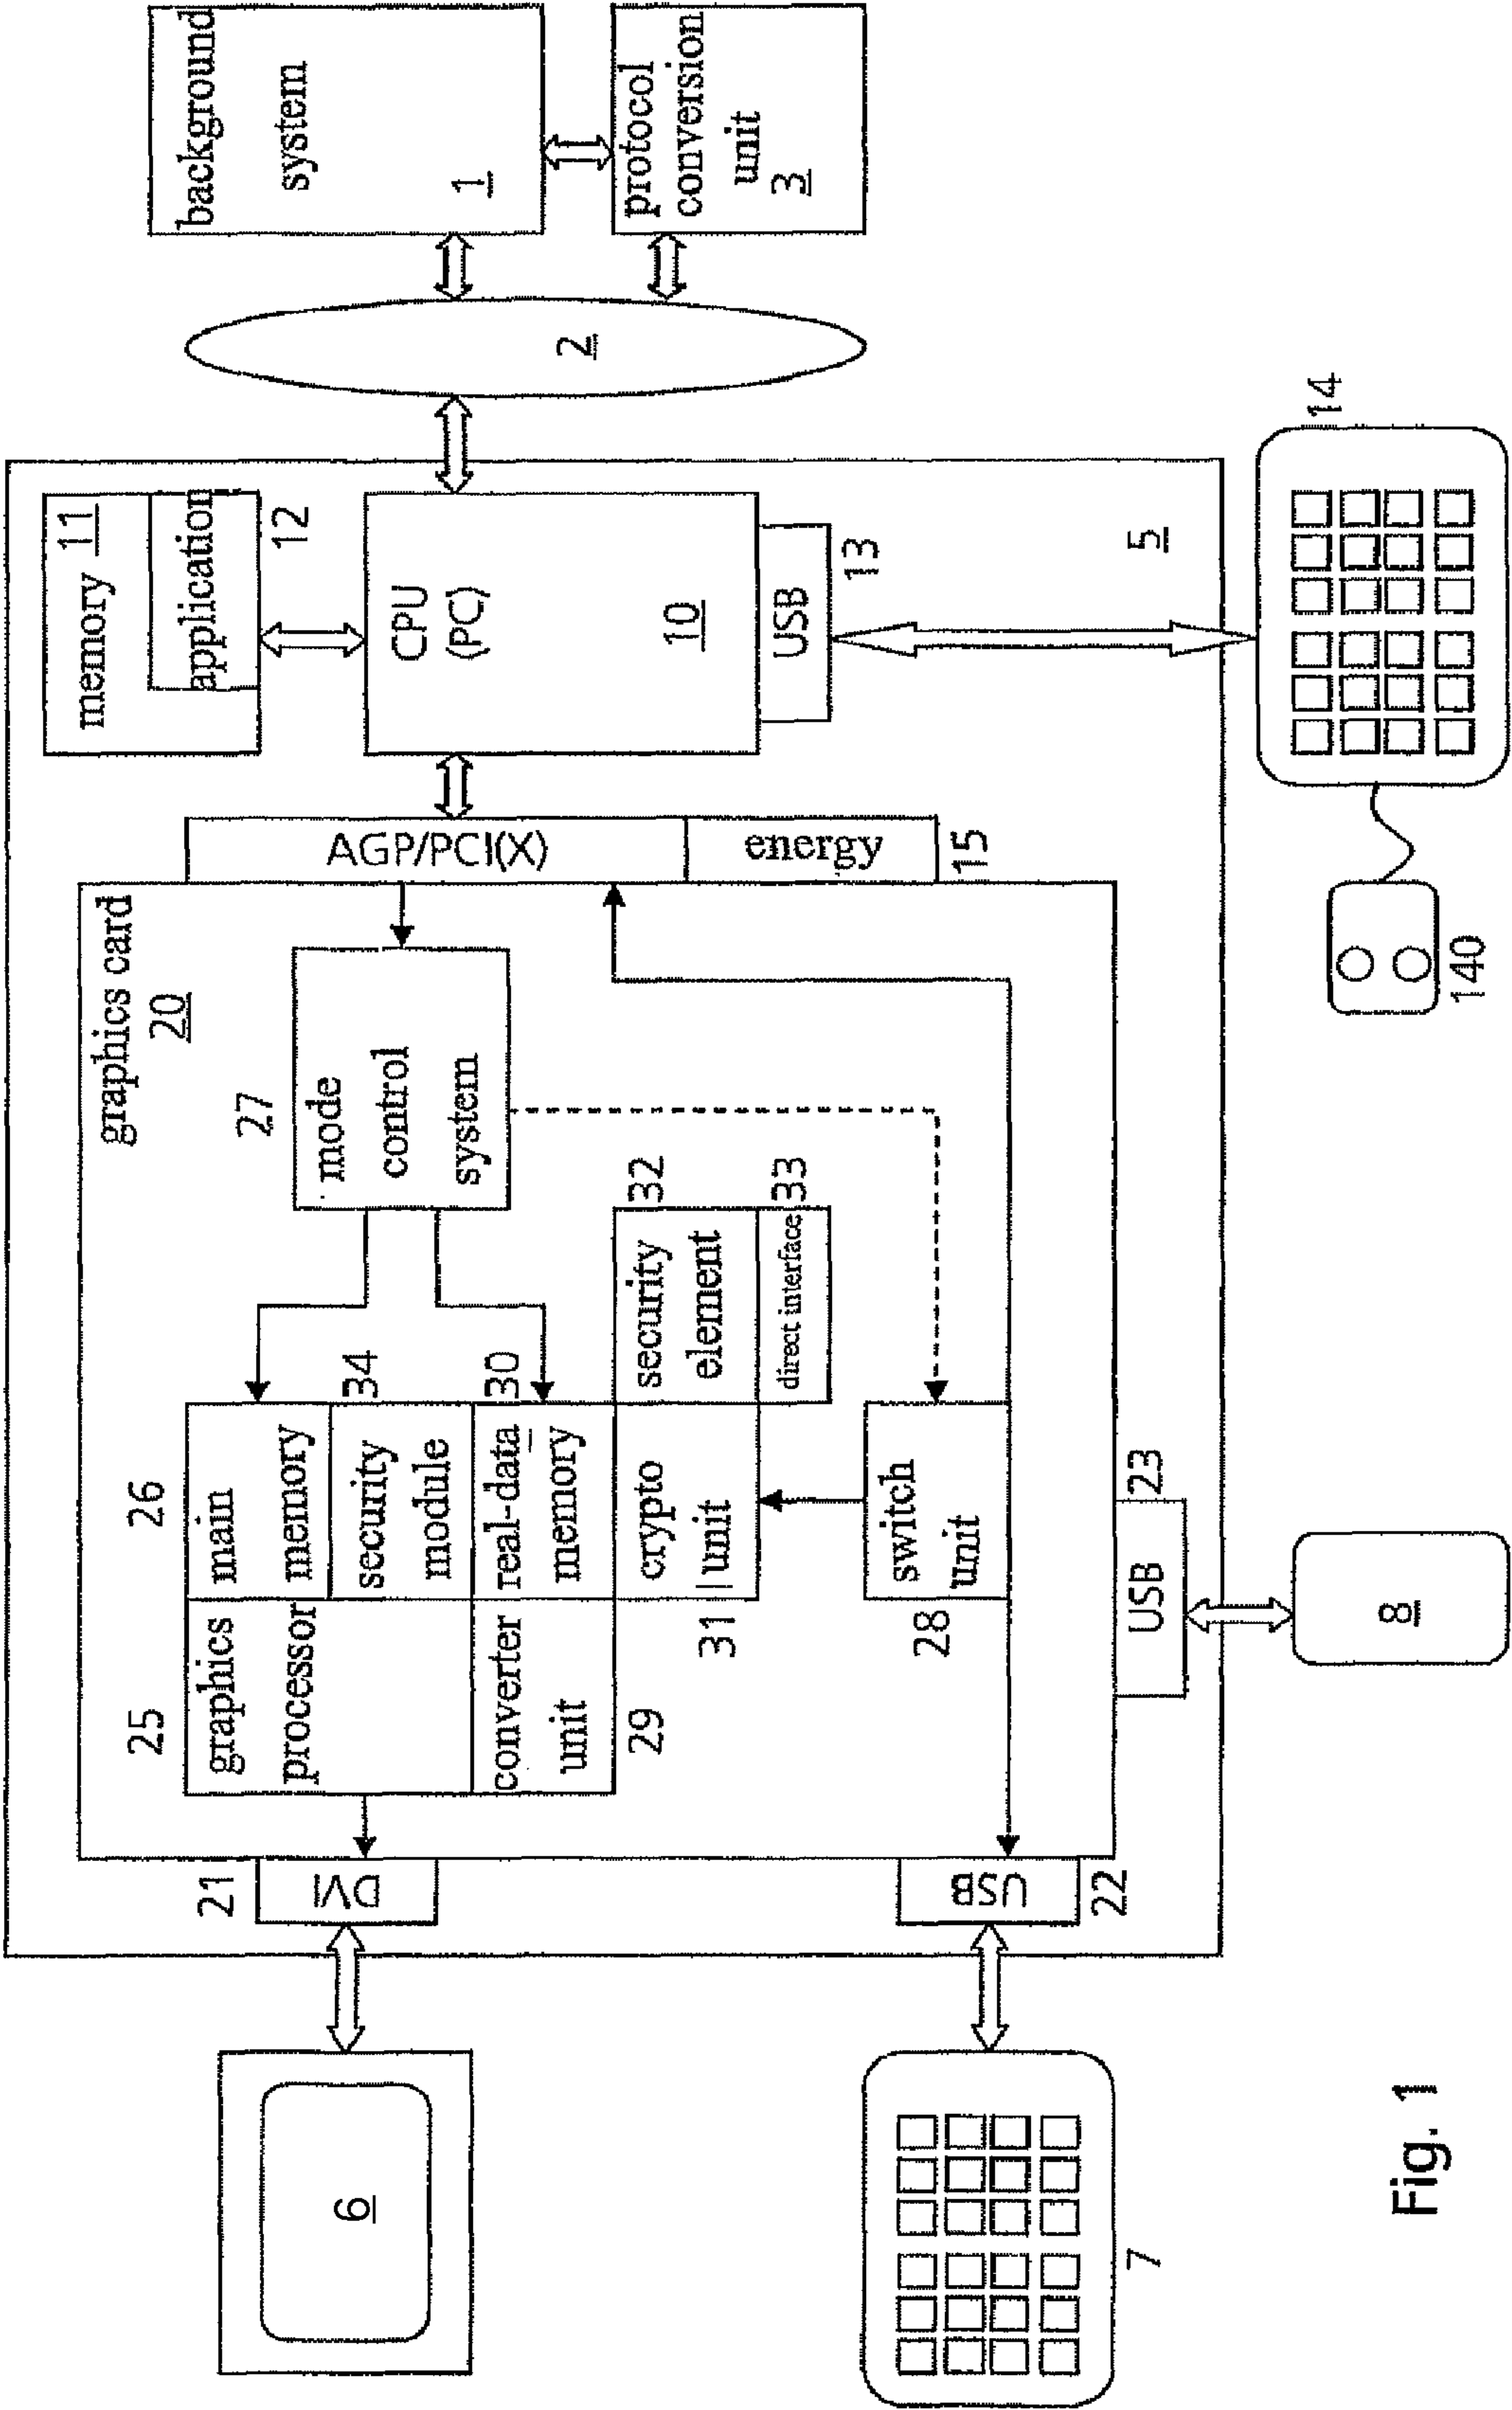 background
system
1
protocol
conversion
unit
3
2
memory 11
application
12
CPU
(PC)
10
USB
13
5
14
140
AGP/PCI(X)
energy
15
graphics card
20
27
mode
control
system
26
main
memory
34
security
module
30
real-data
memory
32
security
element
33
direct interface
crypto
unit
31
switch
unit
28
25
graphics
processor
converter
unit
29
23
USB
8
21
DVI
USB
22
6
7
Fig. 1